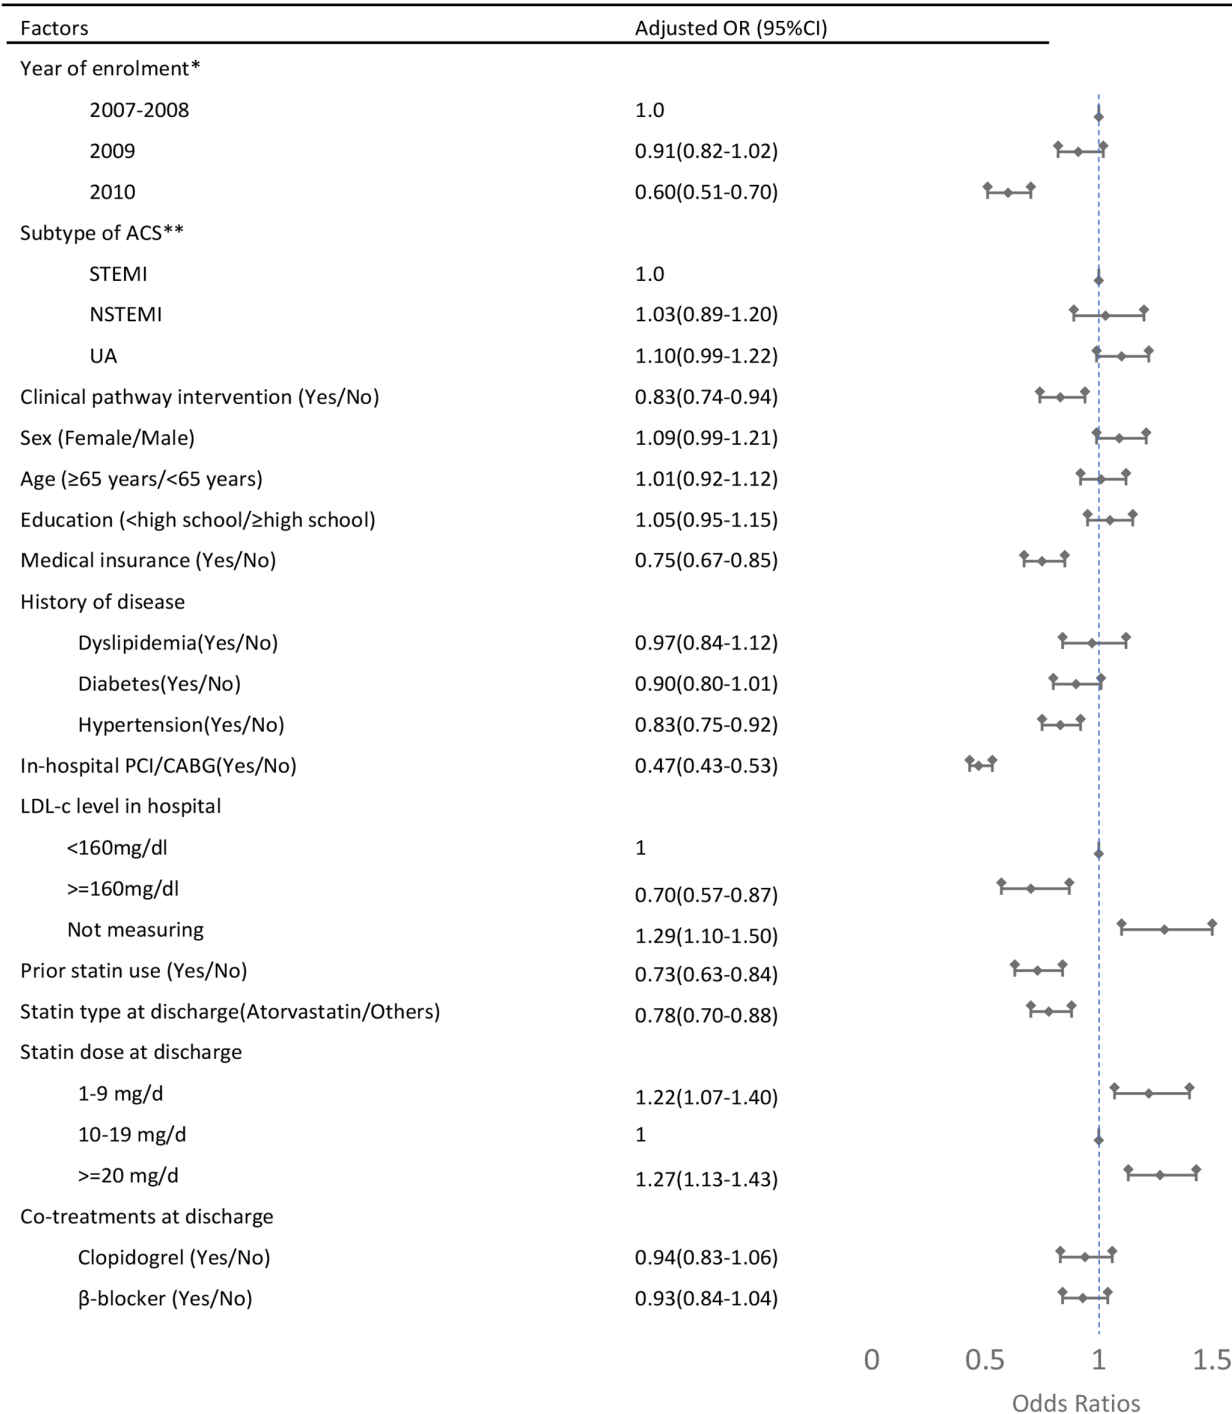 Factors Adjusted OR (95%CI)
Year of enrolment*
2007-2008 1.0
2009 0.91(0.82-1.02)
2010 0.60(0.51-0.70)
Subtype of ACS**
STEMI 1.0
NSTEMI 1.03(0.89-1.20)
UA 1.10(0.99-1.22)
Clinical pathway intervention (Yes/No) 0.83(0.74-0.94)
Sex (Female/Male) 1.09(0.99-1.21)
Age (≥65 years/<65 years) 1.01(0.92-1.12)
Education (<high school/≥high school) 1.05(0.95-1.15)
Medical insurance (Yes/No) 0.75(0.67-0.85)
History of disease
Dyslipidemia(Yes/No) 0.97(0.84-1.12)
Diabetes(Yes/No) 0.90(0.80-1.01)
Hypertension(Yes/No) 0.83(0.75-0.92)
In-hospital PCI/CABG(Yes/No) 0.47(0.43-0.53)
LDL-c level in hospital
<160mg/dl 1
>=160mg/dl 0.70(0.57-0.87)
Not measuring 1.29(1.10-1.50)
Prior statin use (Yes/No) 0.73(0.63-0.84)
Statin type at discharge(Atorvastatin/Others) 0.78(0.70-0.88)
Statin dose at discharge
1-9 mg/d 1.22(1.07-1.40)
10-19 mg/d 1
>=20 mg/d 1.27(1.13-1.43)
Co-treatments at discharge
Clopidogrel (Yes/No) 0.94(0.83-1.06)
β-blocker (Yes/No) 0.93(0.84-1.04)
0 0.5 1 1.5
Odds Ratios